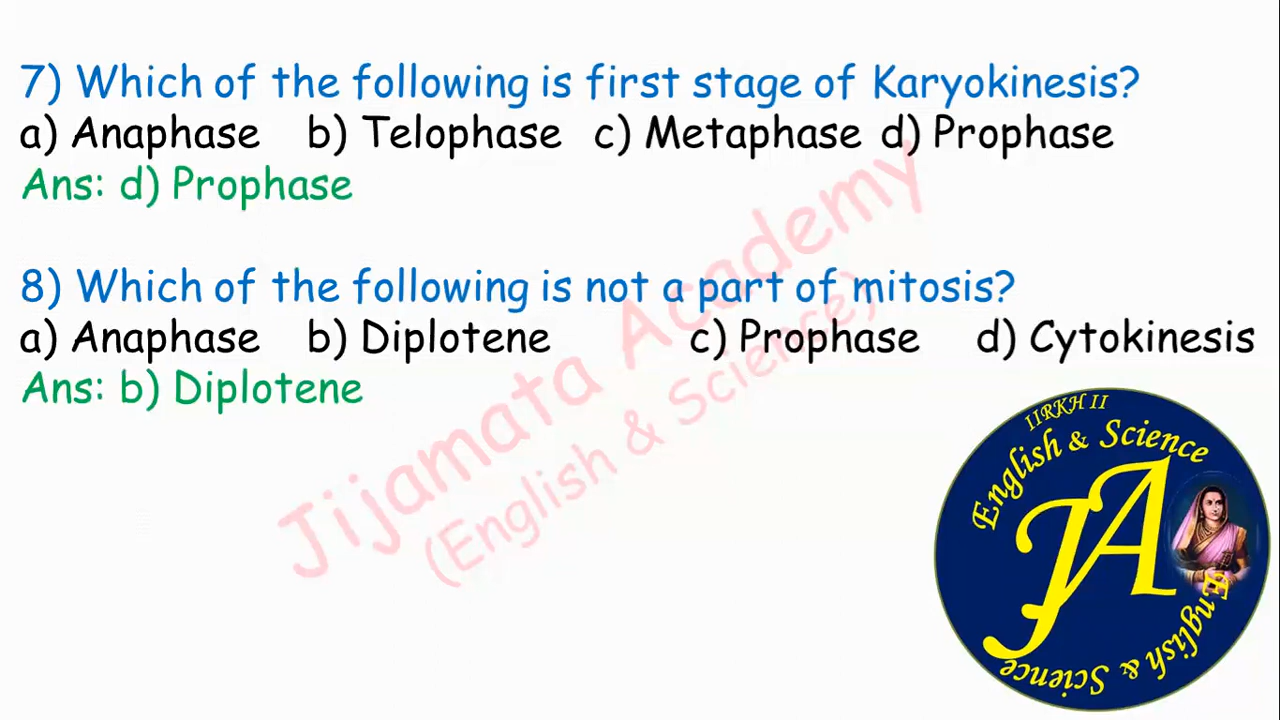 7) Which of the following is first stage of Karyokinesis?
a) Anaphase b) Telophase c) Metaphase d) Prophase
Ans: d) Prophase
8) Which of the following is not a part of mitosis?
a) Anaphase b) Diplotene c) Prophase d) Cytokinesis
Ans: b) Diplotene
Jijamata Academy
(English & Science)
IIRKH II
English & Science
JA
English & Science